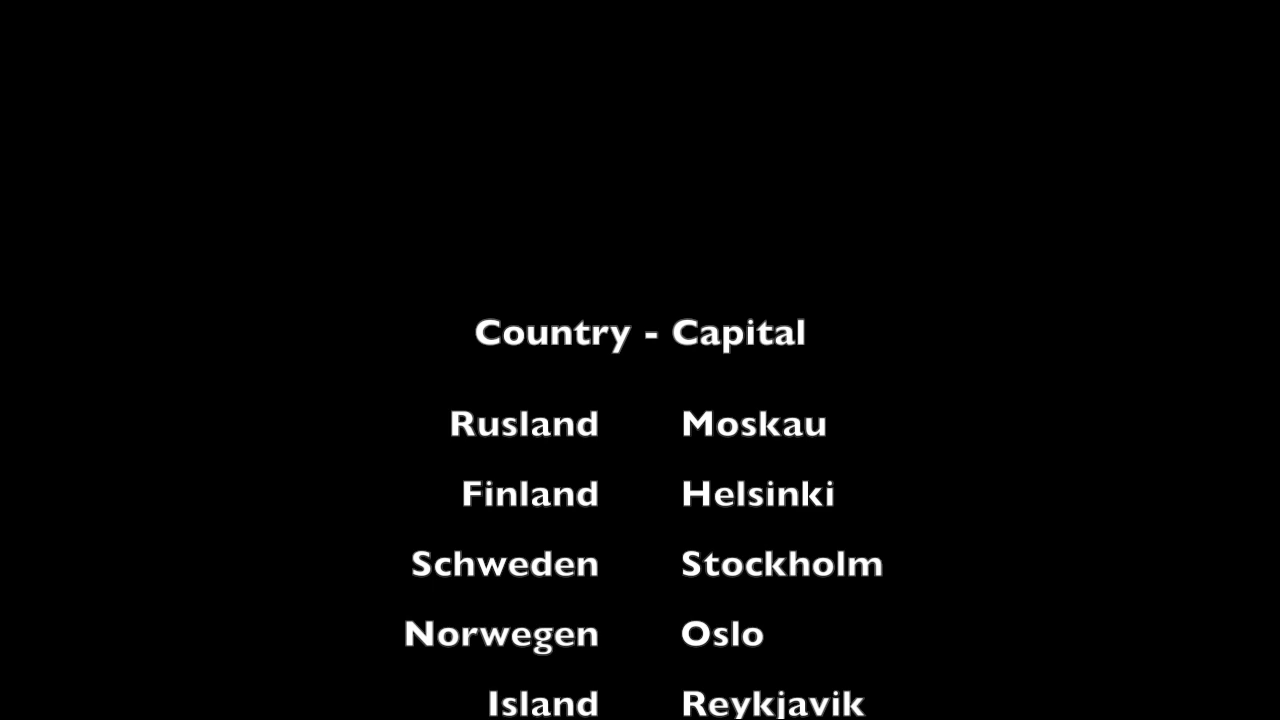 Country - Capital
Rusland Moskau
Finland Helsinki
Schweden Stockholm
Norwegen Oslo
Island Reykjavik